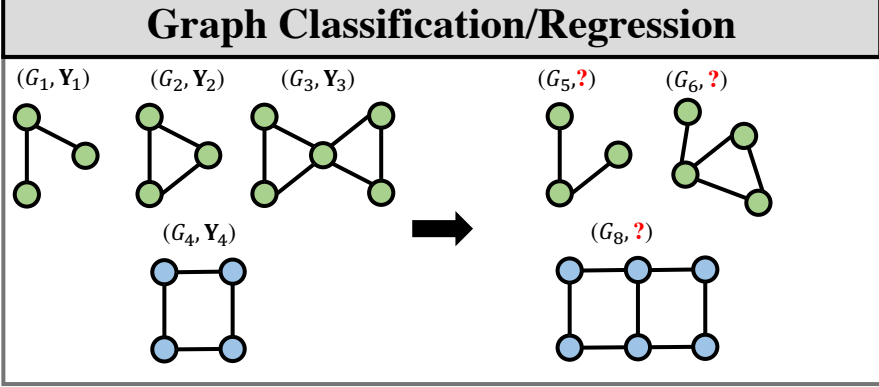 Graph Classification/Regression
(G₁, Y₁) (G₂, Y₂) (G₃, Y₃) (G₅,?) (G₆, ?)
(G₄, Y₄) (G₈, ?)